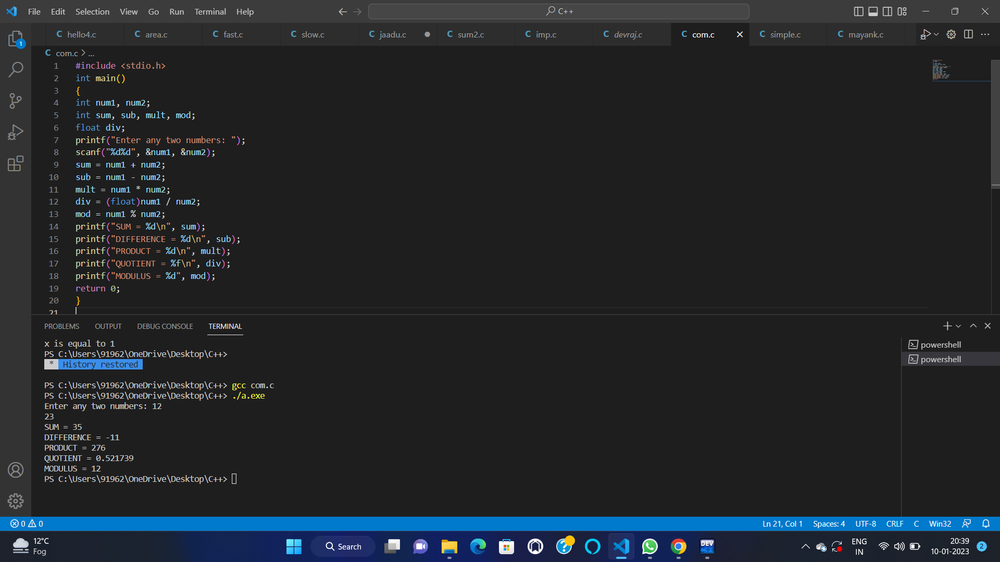 File Edit Selection View Go Run Terminal Help C++
C hello4.c C area.c C fast.c C slow.c C jaadu.c C sum2.c C imp.c C devraj.c C com.c C simple.c C mayank.c
1
C com.c > ...
1 #include <stdio.h>
2 int main()
3 {
4 int num1, num2;
5 int sum, sub, mult, mod;
6 float div;
7 printf("Enter any two numbers: ");
8 scanf("%d%d", &num1, &num2);
9 sum = num1 + num2;
10 sub = num1 - num2;
11 mult = num1 * num2;
12 div = (float)num1 / num2;
13 mod = num1 % num2;
14 printf("SUM = %d\n", sum);
15 printf("DIFFERENCE = %d\n", sub);
16 printf("PRODUCT = %d\n", mult);
17 printf("QUOTIENT = %f\n", div);
18 printf("MODULUS = %d", mod);
19 return 0;
20 }
21
PROBLEMS OUTPUT DEBUG CONSOLE TERMINAL
x is equal to 1
PS C:\Users\91962\OneDrive\Desktop\C++>
* History restored
PS C:\Users\91962\OneDrive\Desktop\C++> gcc com.c
PS C:\Users\91962\OneDrive\Desktop\C++> ./a.exe
Enter any two numbers: 12
23
SUM = 35
DIFFERENCE = -11
PRODUCT = 276
QUOTIENT = 0.521739
MODULUS = 12
PS C:\Users\91962\OneDrive\Desktop\C++>
powershell
powershell
0 0 Ln 21, Col 1 Spaces: 4 UTF-8 CRLF C Win32
12°C
Fog
Search
DEV
ENG
IN
20:39
10-01-2023
2